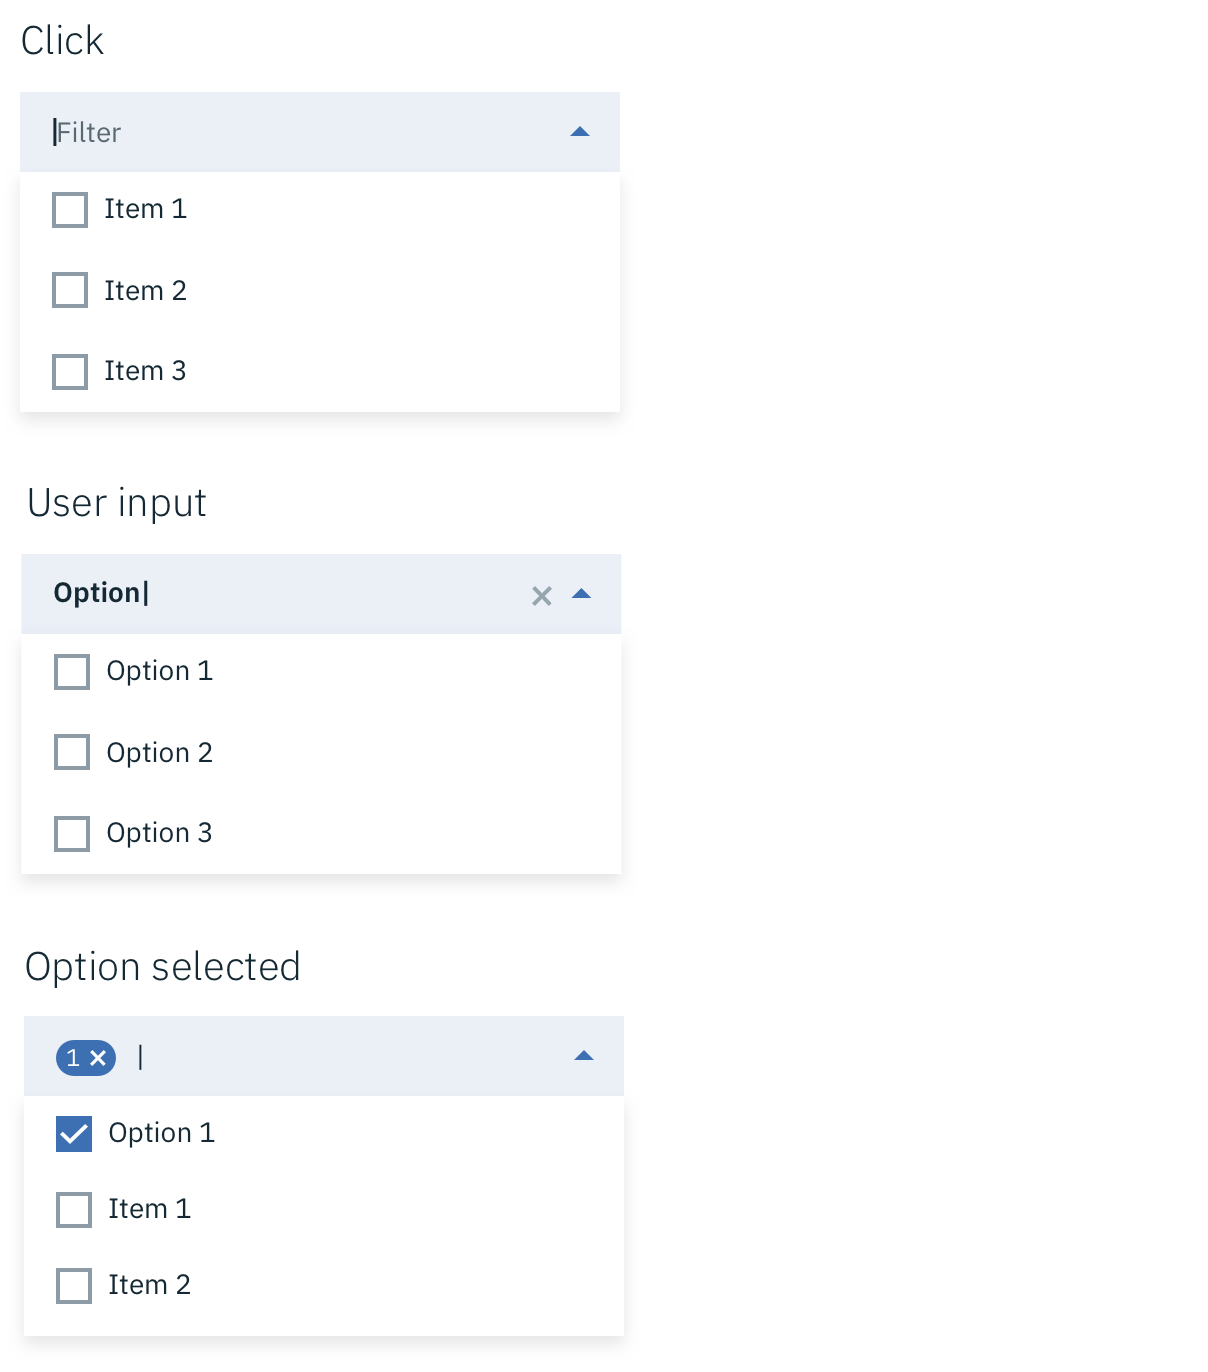 Click
Filter
Item 1
Item 2
Item 3
User input
Option
Option 1
Option 2
Option 3
Option selected
1
Option 1
Item 1
Item 2